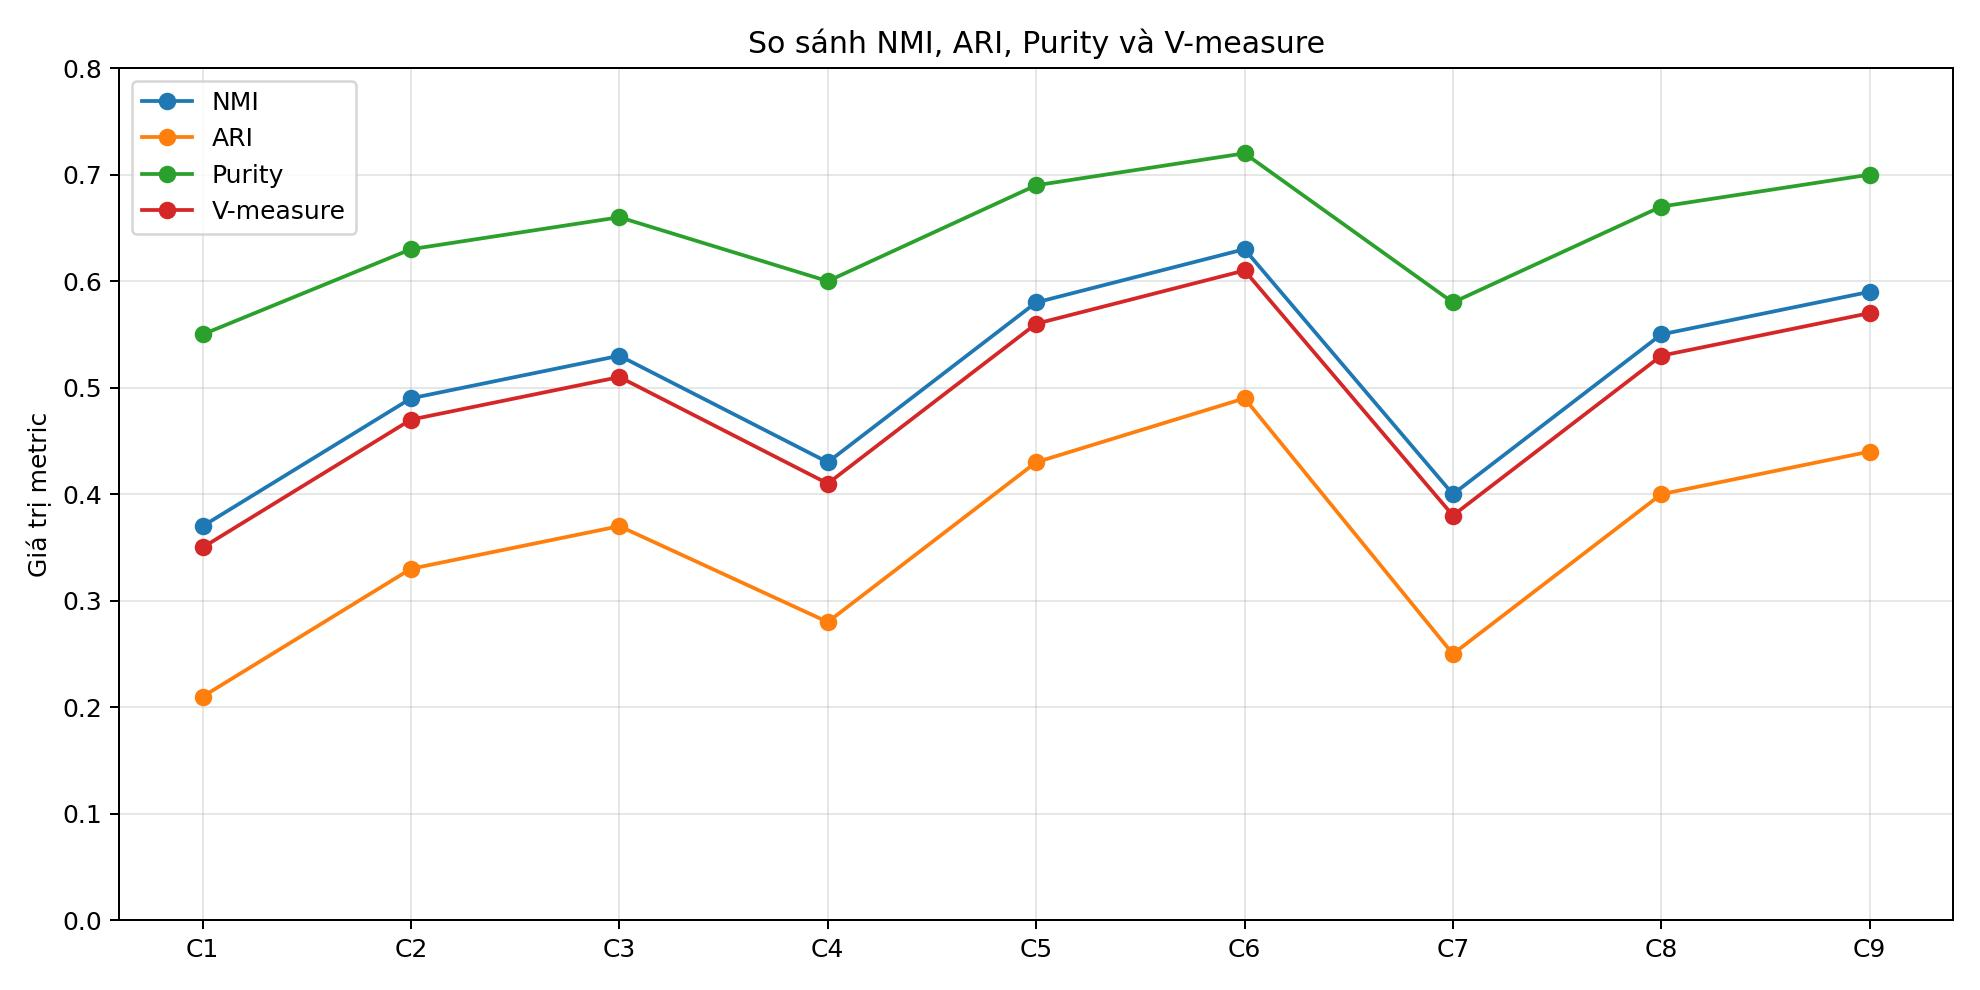 So sánh NMI, ARI, Purity và V-measure
0.8
0.7
0.6
0.5
0.4
0.3
0.2
0.1
0.0
Giá trị metric
NMI
ARI
Purity
V-measure
C1 C2 C3 C4 C5 C6 C7 C8 C9